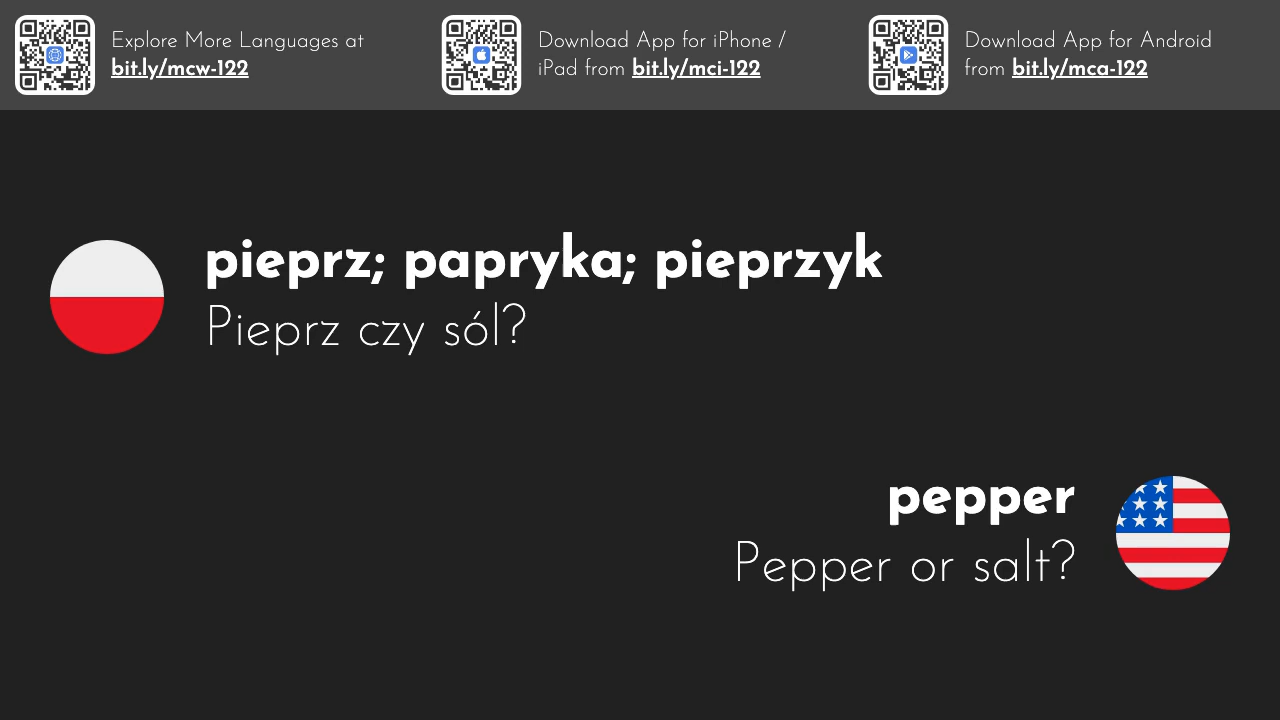 Explore More Languages at
bit.ly/mcw-122
Download App for iPhone /
iPad from bit.ly/mci-122
Download App for Android
from bit.ly/mca-122
pieprz; papryka; pieprzyk
Pieprz czy sól?
pepper
Pepper or salt?